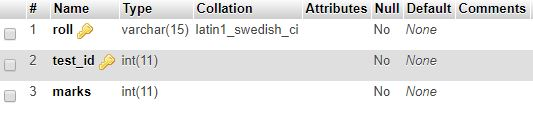 # Name Type Collation Attributes Null Default Comments
1 roll varchar(15) latin1_swedish_ci No None
2 test_id int(11) No None
3 marks int(11) No None